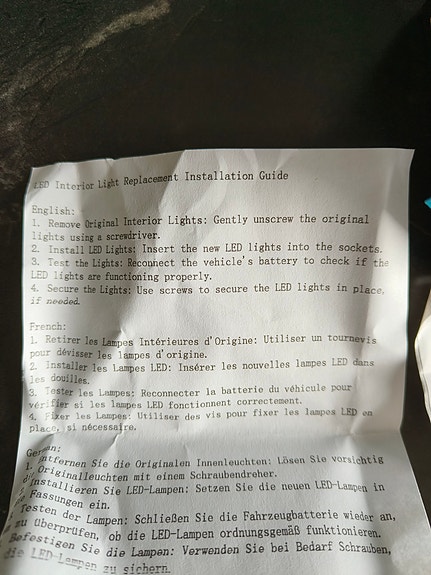 LED Interior Light Replacement Installation Guide
English:
1. Remove Original Interior Lights: Gently unscrew the original
lights using a screwdriver.
2. Install LED Lights: Insert the new LED lights into the sockets.
3. Test the Lights: Reconnect the vehicle's battery to check if the
LED lights are functioning properly.
4. Secure the Lights: Use screws to secure the LED lights in place,
if needed.
French:
1. Retirer les Lampes Intérieures d'Origine: Utiliser un tournevis
pour dévisser les lampes d'origine.
2. Installer les Lampes LED: Insérer les nouvelles lampes LED dans
les douilles.
3. Tester les Lampes: Reconnecter la batterie du véhicule pour
vérifier si les lampes LED fonctionnent correctement.
4. Fixer les Lampes: Utiliser des vis pour fixer les lampes LED en
place, si nécessaire.
German:
1. Entfernen Sie die Originalen Innenleuchten: Lösen Sie vorsichtig
Originalleuchten mit einem Schraubendreher.
Installieren Sie LED-Lampen: Setzen Sie die neuen LED-Lampen in
Fassungen ein.
Testen der Lampen: Schließen Sie die Fahrzeugbatterie wieder an,
zu überprüfen, ob die LED-Lampen ordnungsgemäß funktionieren.
Befestigen Sie die Lampen: Verwenden Sie bei Bedarf Schrauben,
die LED-Lampen zu sichern